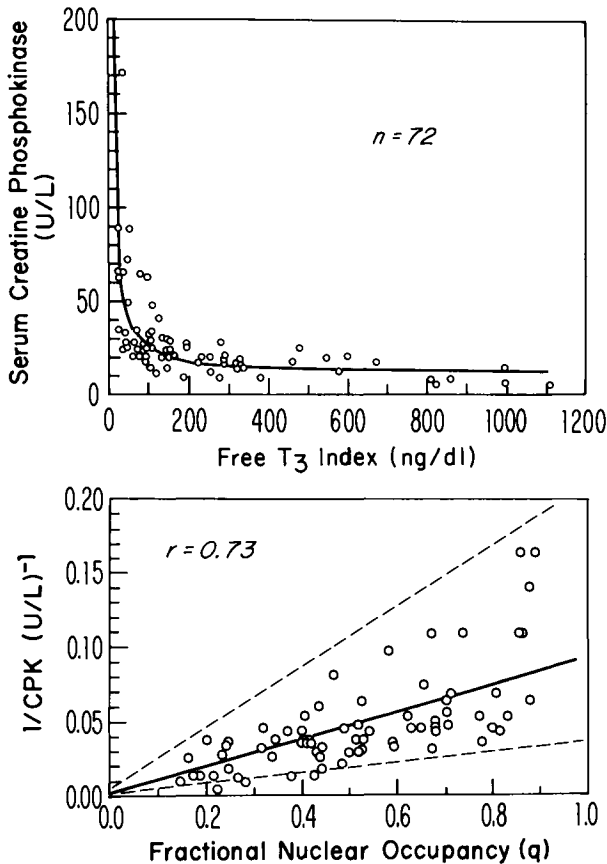 Serum Creatine Phosphokinase
(U/L)
200
150
100
50
0
n = 72
0 200 400 600 800 1000 1200
Free T3 Index (ng/dl)
1/CPK (U/L)-1
0.20
0.15
0.10
0.05
0.00
r = 0.73
0.0 0.2 0.4 0.6 0.8 1.0
Fractional Nuclear Occupancy (q)